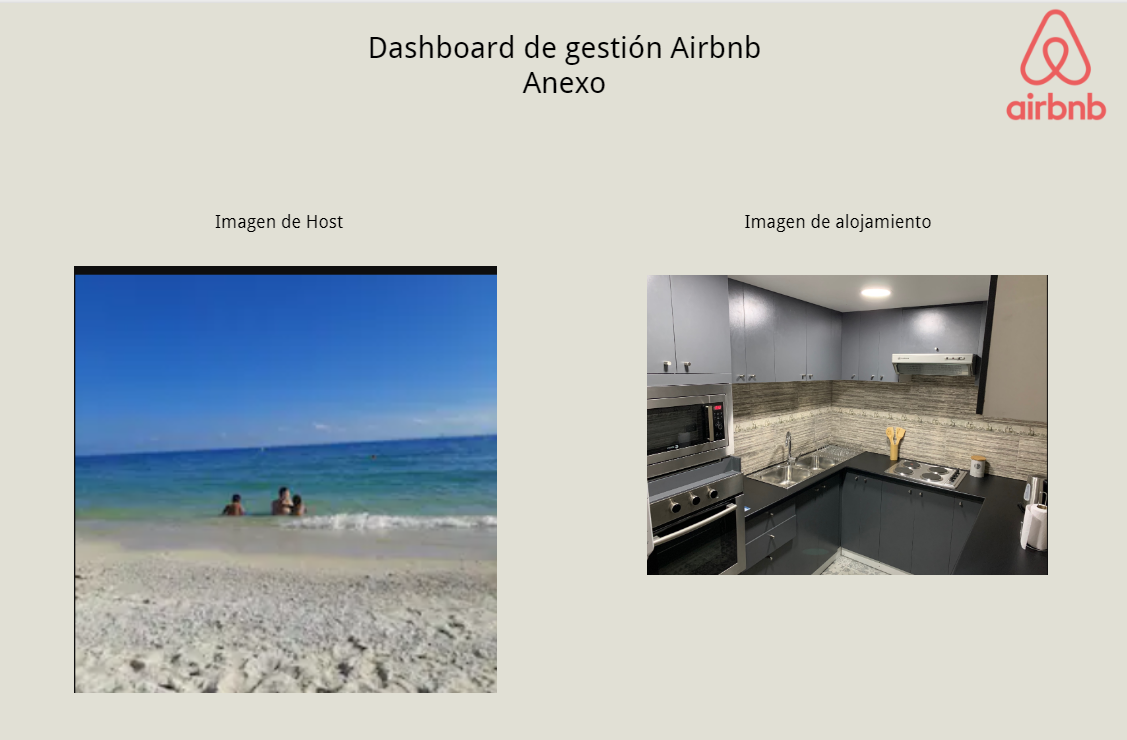 Dashboard de gestión Airbnb
Anexo
airbnb
Imagen de Host
Imagen de alojamiento